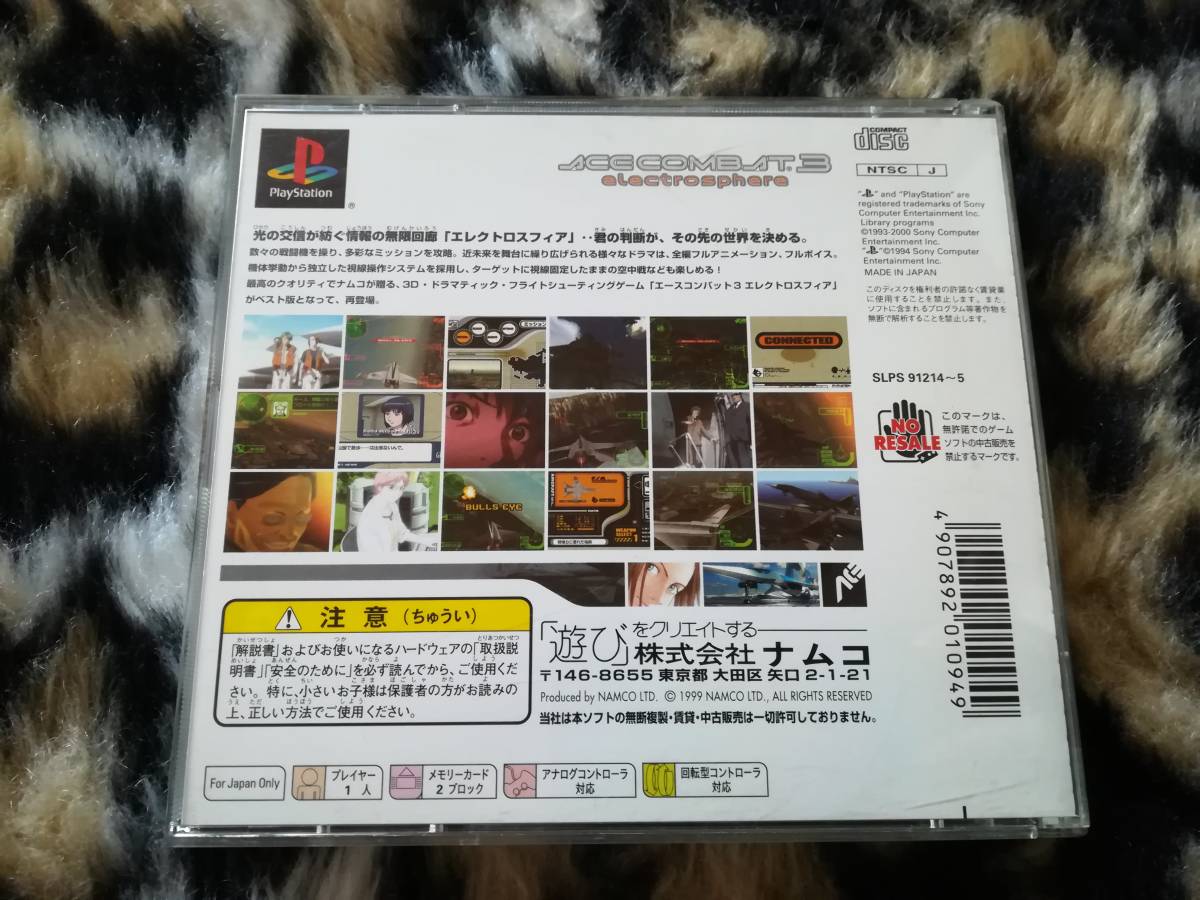 PlayStation
®
ACE COMBAT. 3
electrosphere
COMPACT
disc
NTSC J
光の交信が紡ぐ情報の無限回廊「エレクトロスフィア」‥君の判断が、その先の世界を決める。
数々の戦闘機を操り、多彩なミッションを攻略。近未来を舞台に繰り広げられる様々なドラマは、全編フルアニメーション、フルボイス。
機体挙動から独立した視線操作システムを採用し、ターゲットに視線固定したままの空中戦なども楽しめる!
最高のクオリティでナムコが贈る、3D・ドラマティック・フライトシューティングゲーム「エースコンバット3 エレクトロスフィア」
がベスト版となって、再登場。
" " and "PlayStation" are
registered trademarks of Sony
Computer Entertainment Inc.
Library programs
©1993-2000 Sony Computer
Entertainment Inc.
" "©1994 Sony Computer
Entertainment Inc.
MADE IN JAPAN
このディスクを権利者の許諾なく賃貸業
に使用することを禁止します。また、
ソフトに含まれるプログラム等著作物を
無断で解析することを禁止します。
SLPS 91214～5
NO
RESALE
このマークは、
無許諾でのゲーム
ソフトの中古販売を
禁止するマークです。
ミッション
CONNECTED
BULLS EYE
WEAPON
SELECT 1
4 907892 010949
注意(ちゅうい)
「解説書」およびお使いになるハードウェアの「取扱説
明書」「安全のために」を必ず読んでから、ご使用くだ
さい。特に、小さいお子様は保護者の方がお読みの
上、正しい方法でご使用ください。
「遊び」をクリエイトする
株式会社 ナムコ
〒146-8655 東京都 大田区 矢口 2-1-21
Produced by NAMCO LTD. © 1999 NAMCO LTD., ALL RIGHTS RESERVED
当社は本ソフトの無断複製・賃貸・中古販売は一切許可しておりません。
For Japan Only
プレイヤー
1人
メモリーカード
2 ブロック
アナログコントローラ
対応
回転型コントローラ
対応